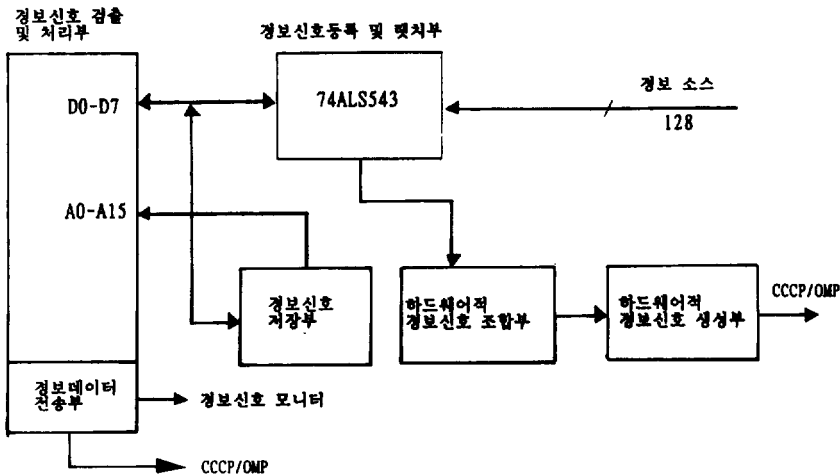 경보신호 검출
및 처리부
경보신호등록 및 랫치부
D0-D7
74ALS543
경보 소스
128
A0-A15
경보신호
저장부
하드웨어적
경보신호 조합부
하드웨어적
경보신호 생성부
CCCP/OMP
경보데이터
전송부
경보신호 모니터
CCCP/OMP